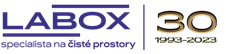 LABOX
specialista na čisté prostory
30
1993-2023